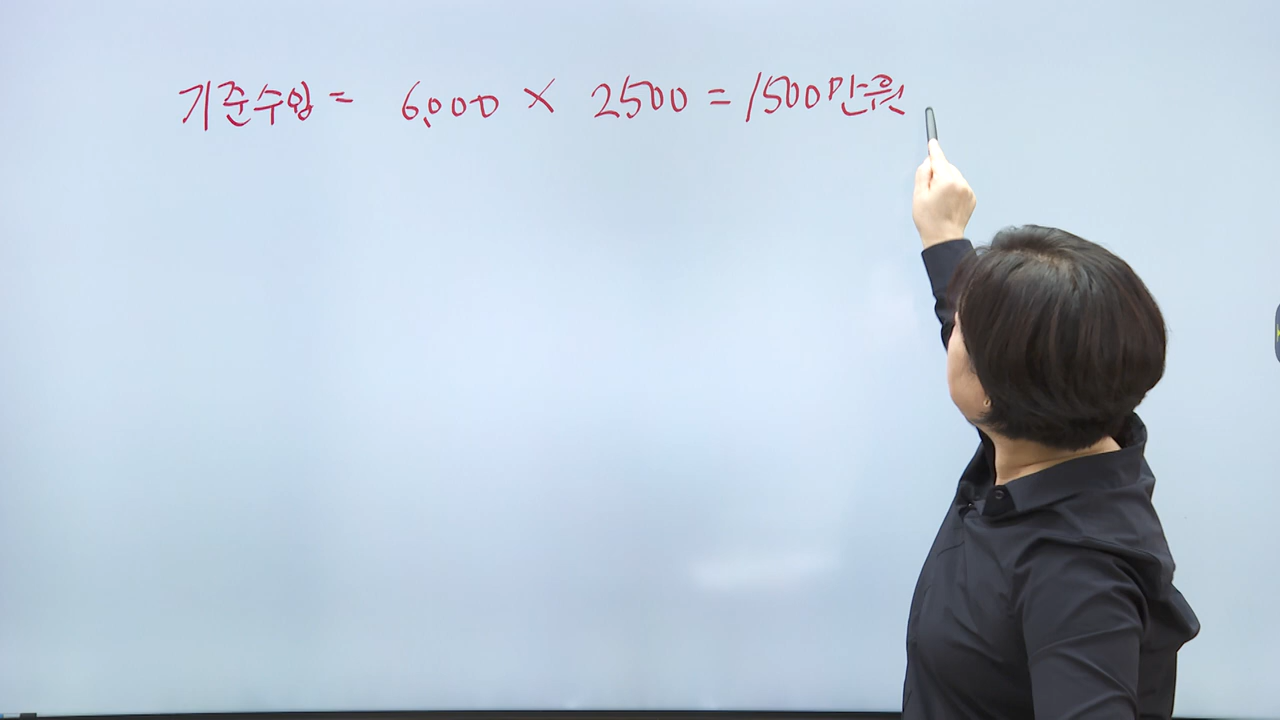 기준수입 = 6,000 × 2500 = 1500만원